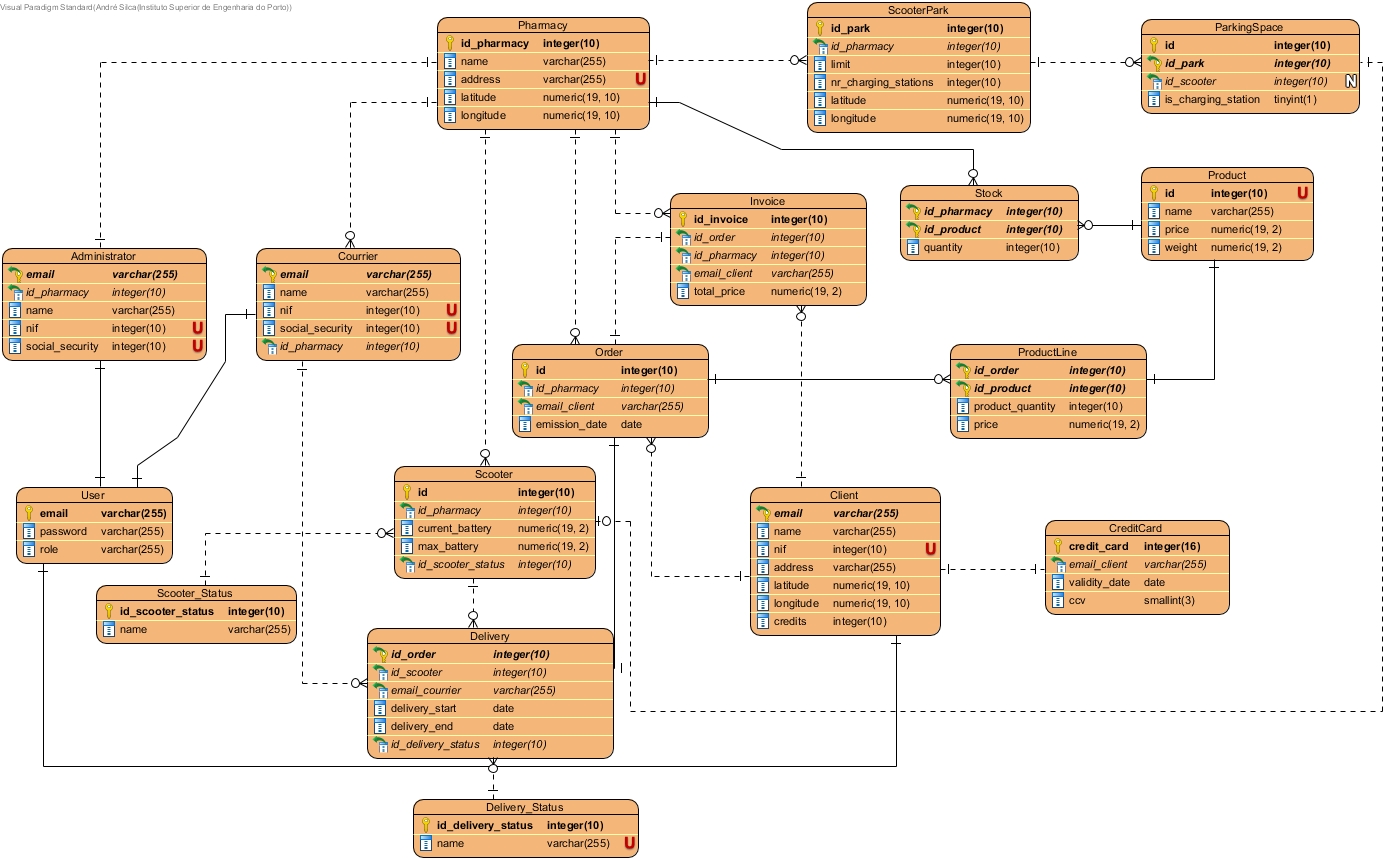 Visual Paradigm Standard(André Silca(Instituto Superior de Engenharia do Porto))
Pharmacy
id_pharmacy integer(10)
name varchar(255)
address varchar(255) U
latitude numeric(19, 10)
longitude numeric(19, 10)
ScooterPark
id_park integer(10)
id_pharmacy integer(10)
limit integer(10)
nr_charging_stations integer(10)
latitude numeric(19, 10)
longitude numeric(19, 10)
ParkingSpace
id integer(10)
id_park integer(10)
id_scooter integer(10) N
is_charging_station tinyint(1)
Product
id integer(10) U
name varchar(255)
price numeric(19, 2)
weight numeric(19, 2)
Stock
id_pharmacy integer(10)
id_product integer(10)
quantity integer(10)
Invoice
id_invoice integer(10)
id_order integer(10)
id_pharmacy integer(10)
email_client varchar(255)
total_price numeric(19, 2)
Administrator
email varchar(255)
id_pharmacy integer(10)
name varchar(255)
nif integer(10) U
social_security integer(10) U
Courrier
email varchar(255)
name varchar(255)
nif integer(10) U
social_security integer(10) U
id_pharmacy integer(10)
Order
id integer(10)
id_pharmacy integer(10)
email_client varchar(255)
emission_date date
ProductLine
id_order integer(10)
id_product integer(10)
product_quantity integer(10)
price numeric(19, 2)
Scooter
id integer(10)
id_pharmacy integer(10)
current_battery numeric(19, 2)
max_battery numeric(19, 2)
id_scooter_status integer(10)
User
email varchar(255)
password varchar(255)
role varchar(255)
Client
email varchar(255)
name varchar(255)
nif integer(10) U
address varchar(255)
latitude numeric(19, 10)
longitude numeric(19, 10)
credits integer(10)
CreditCard
credit_card integer(16)
email_client varchar(255)
validity_date date
ccv smallint(3)
Scooter_Status
id_scooter_status integer(10)
name varchar(255)
Delivery
id_order integer(10)
id_scooter integer(10)
email_courrier varchar(255)
delivery_start date
delivery_end date
id_delivery_status integer(10)
Delivery_Status
id_delivery_status integer(10)
name varchar(255) U